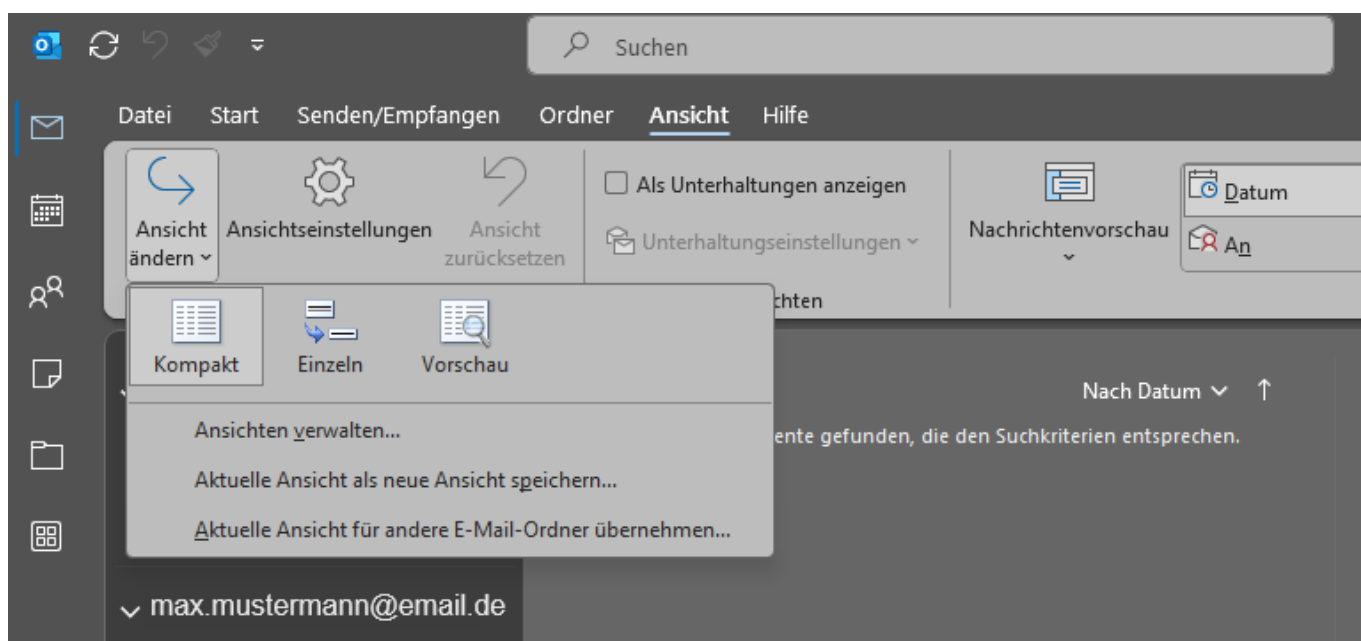 Suchen
Datei Start Senden/Empfangen Ordner Ansicht Hilfe
Ansicht ändern
Ansichtseinstellungen
Ansicht zurücksetzen
Als Unterhaltungen anzeigen
Unterhaltungseinstellungen
Nachrichtenvorschau
Datum
An
Kompakt Einzeln Vorschau
Ansichten verwalten...
Aktuelle Ansicht als neue Ansicht speichern...
Aktuelle Ansicht für andere E-Mail-Ordner übernehmen...
Nach Datum
gefunden, die den Suchkriterien entsprechen.
max.mustermann@email.de